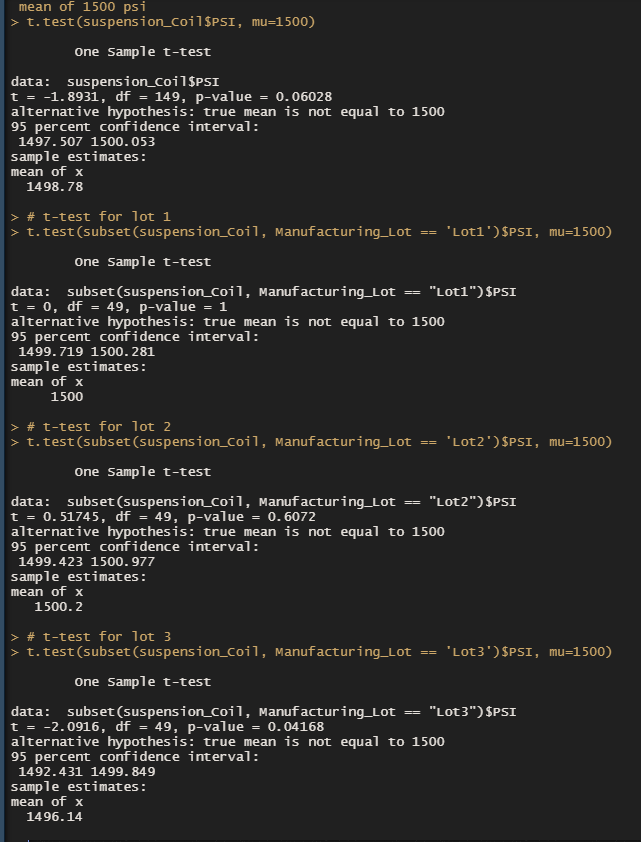 mean of 1500 psi
> t.test(suspension_Coil$PSI, mu=1500)
One Sample t-test
data: suspension_Coil$PSI
t = -1.8931, df = 149, p-value = 0.06028
alternative hypothesis: true mean is not equal to 1500
95 percent confidence interval:
1497.507 1500.053
sample estimates:
mean of x
1498.78
> # t-test for lot 1
> t.test(subset(suspension_Coil, Manufacturing_Lot == 'Lot1')$PSI, mu=1500)
One Sample t-test
data: subset(suspension_Coil, Manufacturing_Lot == "Lot1")$PSI
t = 0, df = 49, p-value = 1
alternative hypothesis: true mean is not equal to 1500
95 percent confidence interval:
1499.719 1500.281
sample estimates:
mean of x
1500
> # t-test for lot 2
> t.test(subset(suspension_Coil, Manufacturing_Lot == 'Lot2')$PSI, mu=1500)
One Sample t-test
data: subset(suspension_Coil, Manufacturing_Lot == "Lot2")$PSI
t = 0.51745, df = 49, p-value = 0.6072
alternative hypothesis: true mean is not equal to 1500
95 percent confidence interval:
1499.423 1500.977
sample estimates:
mean of x
1500.2
> # t-test for lot 3
> t.test(subset(suspension_Coil, Manufacturing_Lot == 'Lot3')$PSI, mu=1500)
One Sample t-test
data: subset(suspension_Coil, Manufacturing_Lot == "Lot3")$PSI
t = -2.0916, df = 49, p-value = 0.04168
alternative hypothesis: true mean is not equal to 1500
95 percent confidence interval:
1492.431 1499.849
sample estimates:
mean of x
1496.14